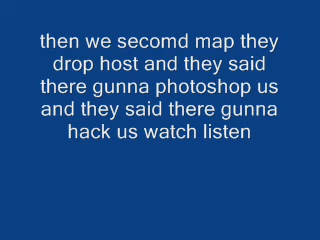 then we secomd map they
drop host and they said
there gunna photoshop us
and they said there gunna
hack us watch listen